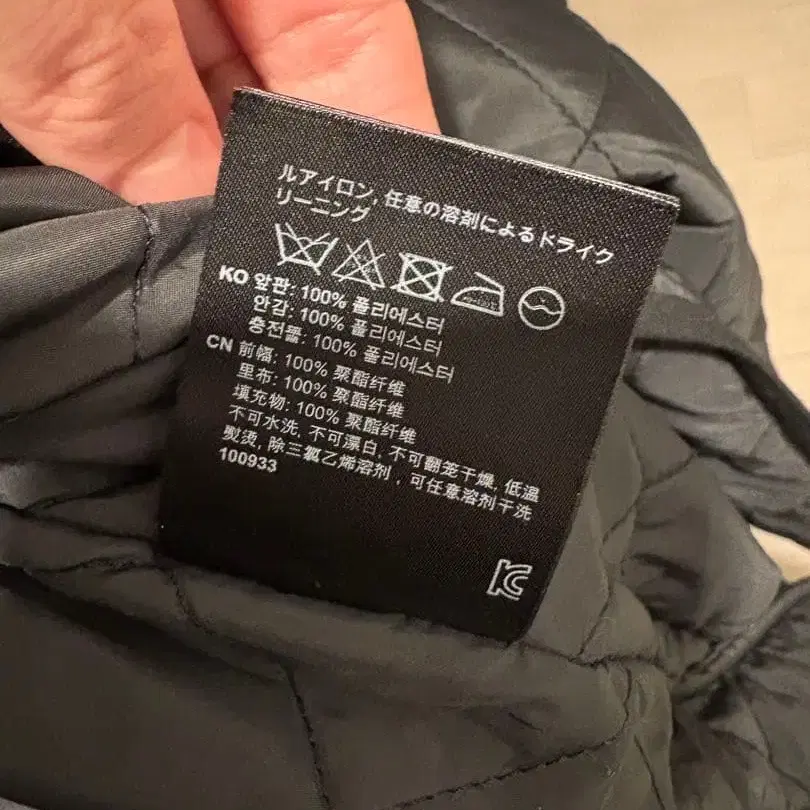 ルアイロン, 任意の溶剤によるドライク
リーニング
KO 앞판: 100% 폴리에스터
안감: 100% 폴리에스터
충전물: 100% 폴리에스터
CN 前幅: 100% 聚酯纤维
里布: 100% 聚酯纤维
填充物: 100% 聚酯纤维
不可水洗, 不可漂白, 不可翻笼干燥, 低温
熨烫, 除三氯乙烯溶剂, 可任意溶剂干洗
100933
KC